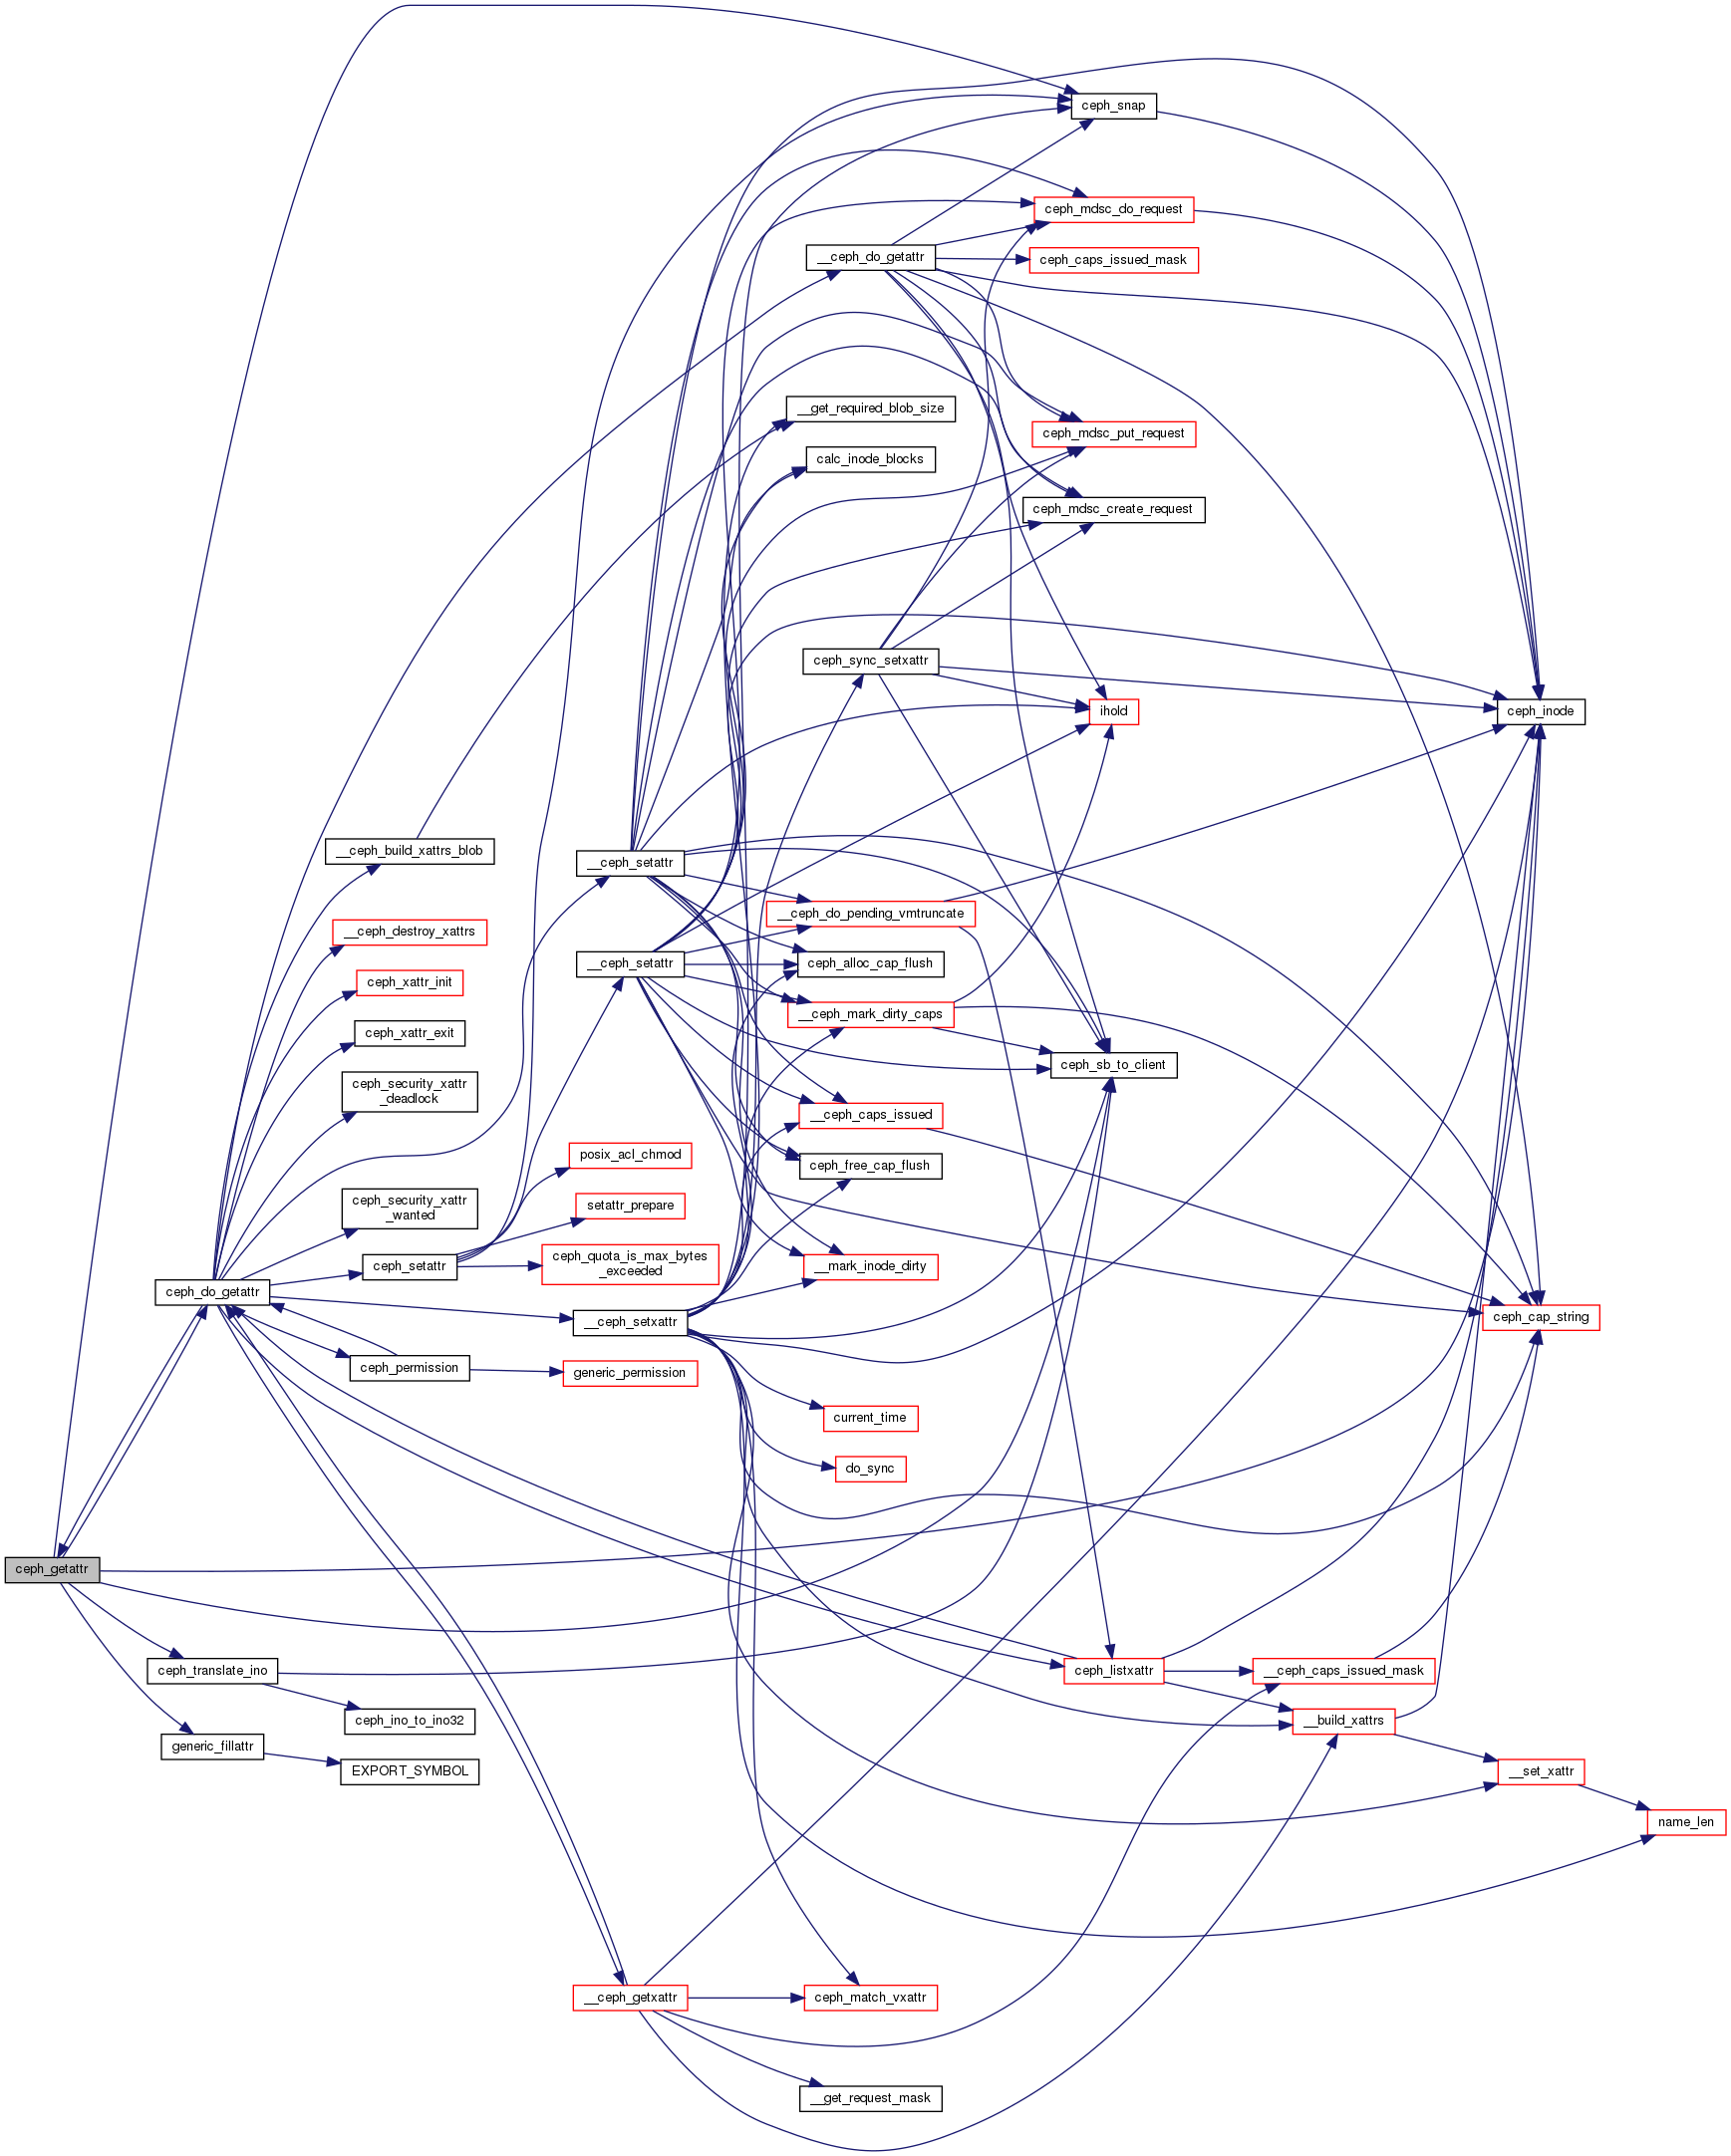 ceph_snap
ceph_mdsc_do_request
__ceph_do_getattr
ceph_caps_issued_mask
__get_required_blob_size
ceph_mdsc_put_request
calc_inode_blocks
ceph_mdsc_create_request
ceph_sync_setxattr
ihold
ceph_inode
__ceph_build_xattrs_blob
__ceph_setattr
__ceph_do_pending_vmtruncate
__ceph_destroy_xattrs
__ceph_setattr
ceph_alloc_cap_flush
ceph_xattr_init
__ceph_mark_dirty_caps
ceph_xattr_exit
ceph_sb_to_client
ceph_security_xattr
_deadlock
__ceph_caps_issued
posix_acl_chmod
ceph_free_cap_flush
ceph_security_xattr
_wanted
setattr_prepare
ceph_setattr
ceph_quota_is_max_bytes
_exceeded
__mark_inode_dirty
ceph_do_getattr
__ceph_setxattr
ceph_cap_string
ceph_permission
generic_permission
current_time
do_sync
ceph_getattr
ceph_translate_ino
ceph_listxattr
__ceph_caps_issued_mask
ceph_ino_to_ino32
__build_xattrs
generic_fillattr
EXPORT_SYMBOL
__set_xattr
name_len
__ceph_getxattr
ceph_match_vxattr
__get_request_mask